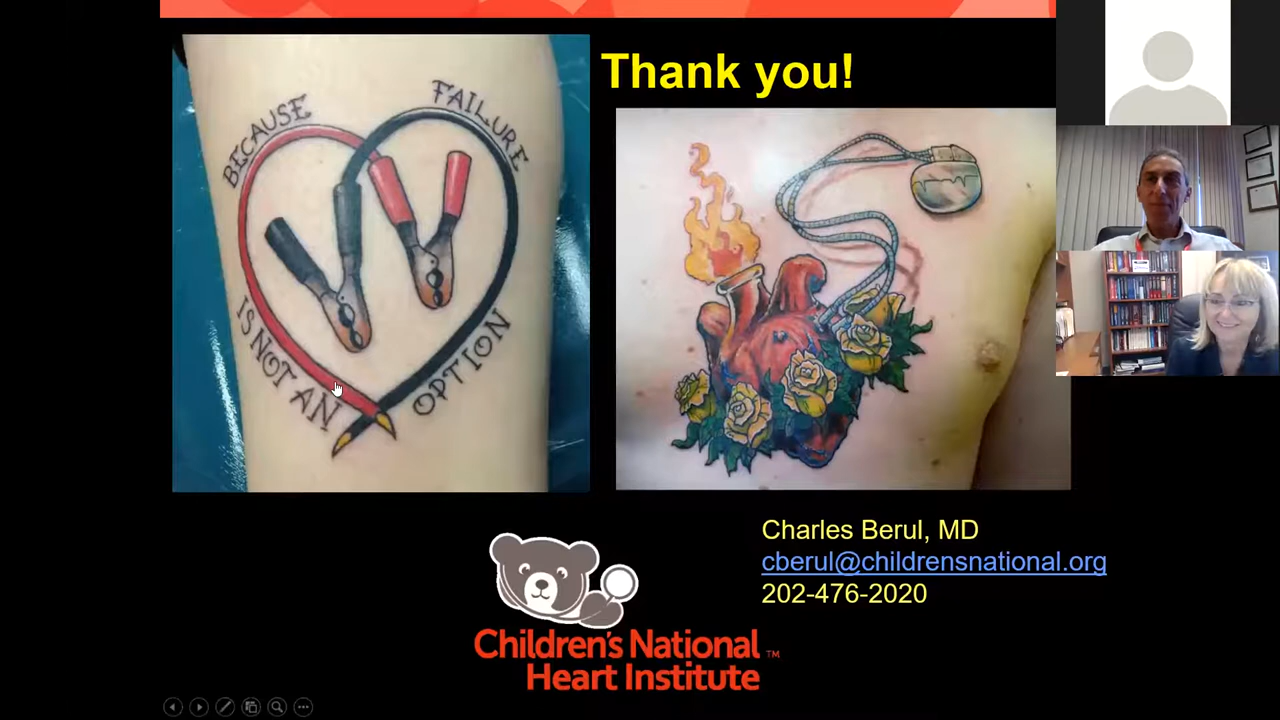 Thank you!
BECAUSE
FAILURE
IS NOT AN
OPTION
Charles Berul, MD
cberul@childrensnational.org
202-476-2020
Children's National TM
Heart Institute